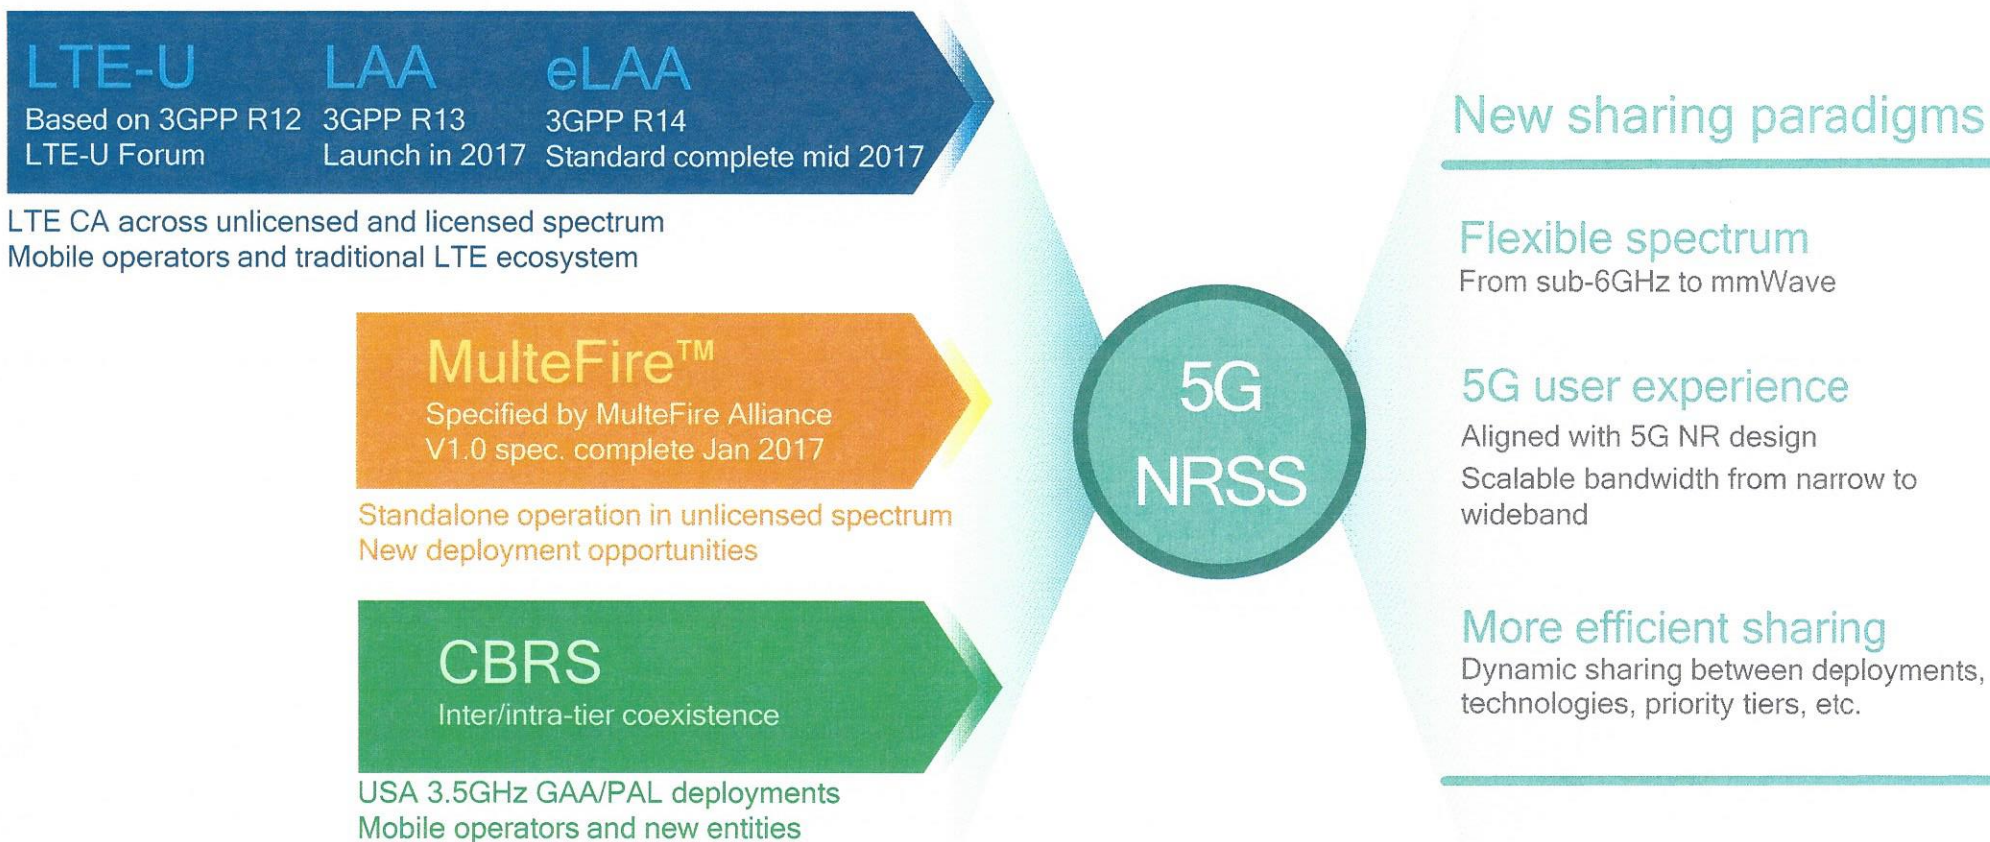 LTE-U
Based on 3GPP R12
LTE-U Forum
LAA
3GPP R13
Launch in 2017
eLAA
3GPP R14
Standard complete mid 2017
LTE CA across unlicensed and licensed spectrum
Mobile operators and traditional LTE ecosystem
MulteFire™
Specified by MulteFire Alliance
V1.0 spec. complete Jan 2017
Standalone operation in unlicensed spectrum
New deployment opportunities
CBRS
Inter/intra-tier coexistence
USA 3.5GHz GAA/PAL deployments
Mobile operators and new entities
5G
NRSS
New sharing paradigms
Flexible spectrum
From sub-6GHz to mmWave
5G user experience
Aligned with 5G NR design
Scalable bandwidth from narrow to
wideband
More efficient sharing
Dynamic sharing between deployments,
technologies, priority tiers, etc.